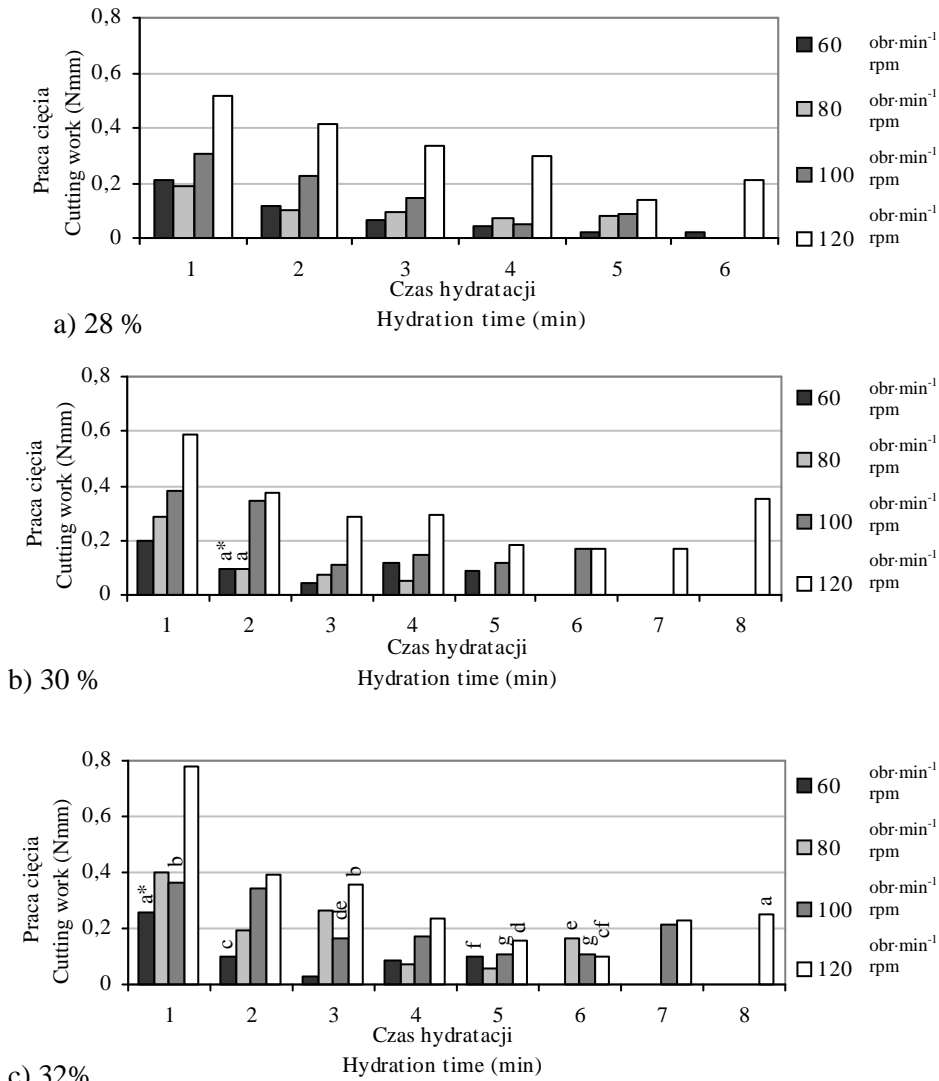 0,8
0,6
0,4
0,2
0
Praca cięcia
Cutting work (Nmm)
1 2 3 4 5 6
Czas hydratacji
Hydration time (min)
a) 28 %
60 obr·min-1 rpm
80 obr·min-1 rpm
100 obr·min-1 rpm
120 obr·min-1 rpm
0,8
0,6
0,4
0,2
0
Praca cięcia
Cutting work (Nmm)
a* a
1 2 3 4 5 6 7 8
Czas hydratacji
Hydration time (min)
b) 30 %
60 obr·min-1 rpm
80 obr·min-1 rpm
100 obr·min-1 rpm
120 obr·min-1 rpm
0,8
0,6
0,4
0,2
0
Praca cięcia
Cutting work (Nmm)
a* b c de b f g d e g cf a
1 2 3 4 5 6 7 8
Czas hydratacji
Hydration time (min)
c) 32%
60 obr·min-1 rpm
80 obr·min-1 rpm
100 obr·min-1 rpm
120 obr·min-1 rpm